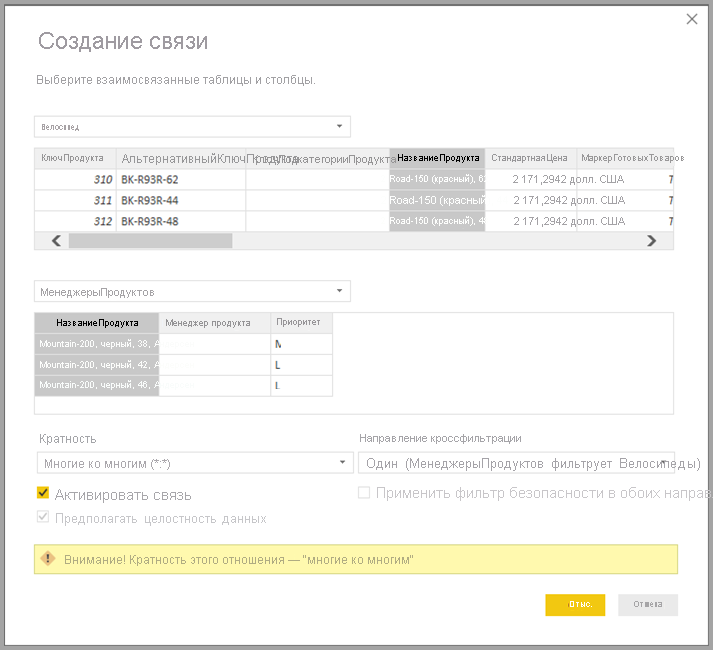 Создание связи
Выберите взаимосвязанные таблицы и столбцы.
Велосипед
КлючПродукта АльтернативныйКлючПродукта КлючПодкатегорииПродукта НазваниеПродукта СтандартнаяЦена МаркерГотовыхТоваров
310 BK-R93R-62 Road-150 (красный), 62 2 171,2942 долл. США
311 BK-R93R-44 Road-150 (красный 2 171,2942 долл. США
312 BK-R93R-48 Road-150 (красный), 48 2 171,2942 долл. США
МенеджерыПродуктов
НазваниеПродукта Менеджер продукта Приоритет
Mountain-200, черный, 38, А M
Mountain-200, черный, 42, А L
Mountain-200, черный, 46, А L
Кратность Направление кроссфильтрации
Многие ко многим (*:*) Один (МенеджерыПродуктов фильтрует Велосипеды)
Активировать связь Применить фильтр безопасности в обоих направ
Предполагать целостность данных
Внимание! Кратность этого отношения — "многие ко многим"
Отмена